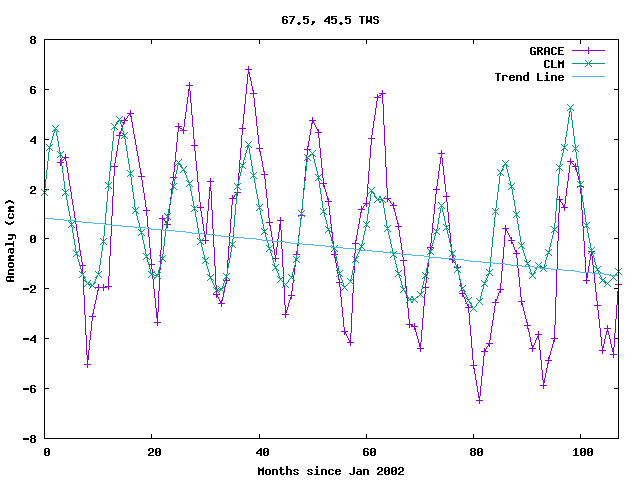 67.5, 45.5 TWS
GRACE
CLM
Trend Line
Anomaly (cm)
8
6
4
2
0
-2
-4
-6
-8
0 20 40 60 80 100
Months since Jan 2002